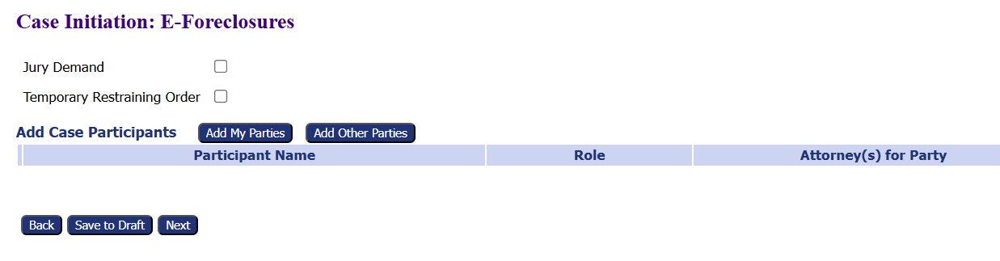 Case Initiation: E-Foreclosures
Jury Demand
Temporary Restraining Order
Add Case Participants Add My Parties Add Other Parties
Participant Name Role Attorney(s) for Party
Back Save to Draft Next